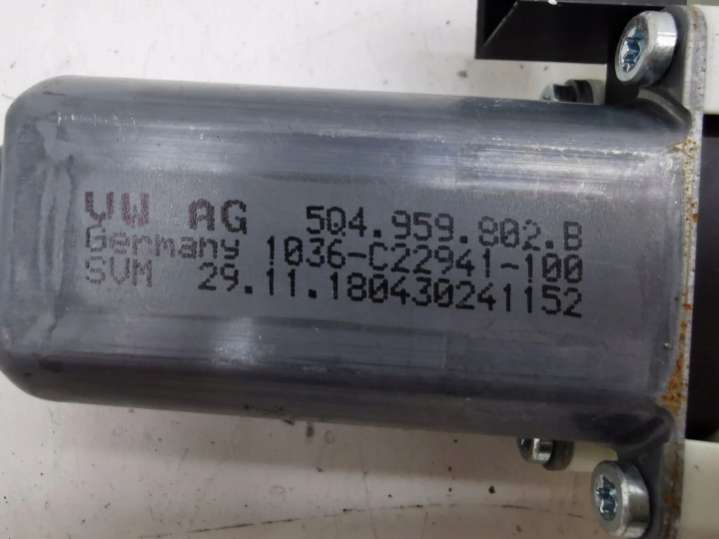 VW AG 5Q4.959.802.B
Germany 1036-C22941-100
SVM 29.11.180430241152